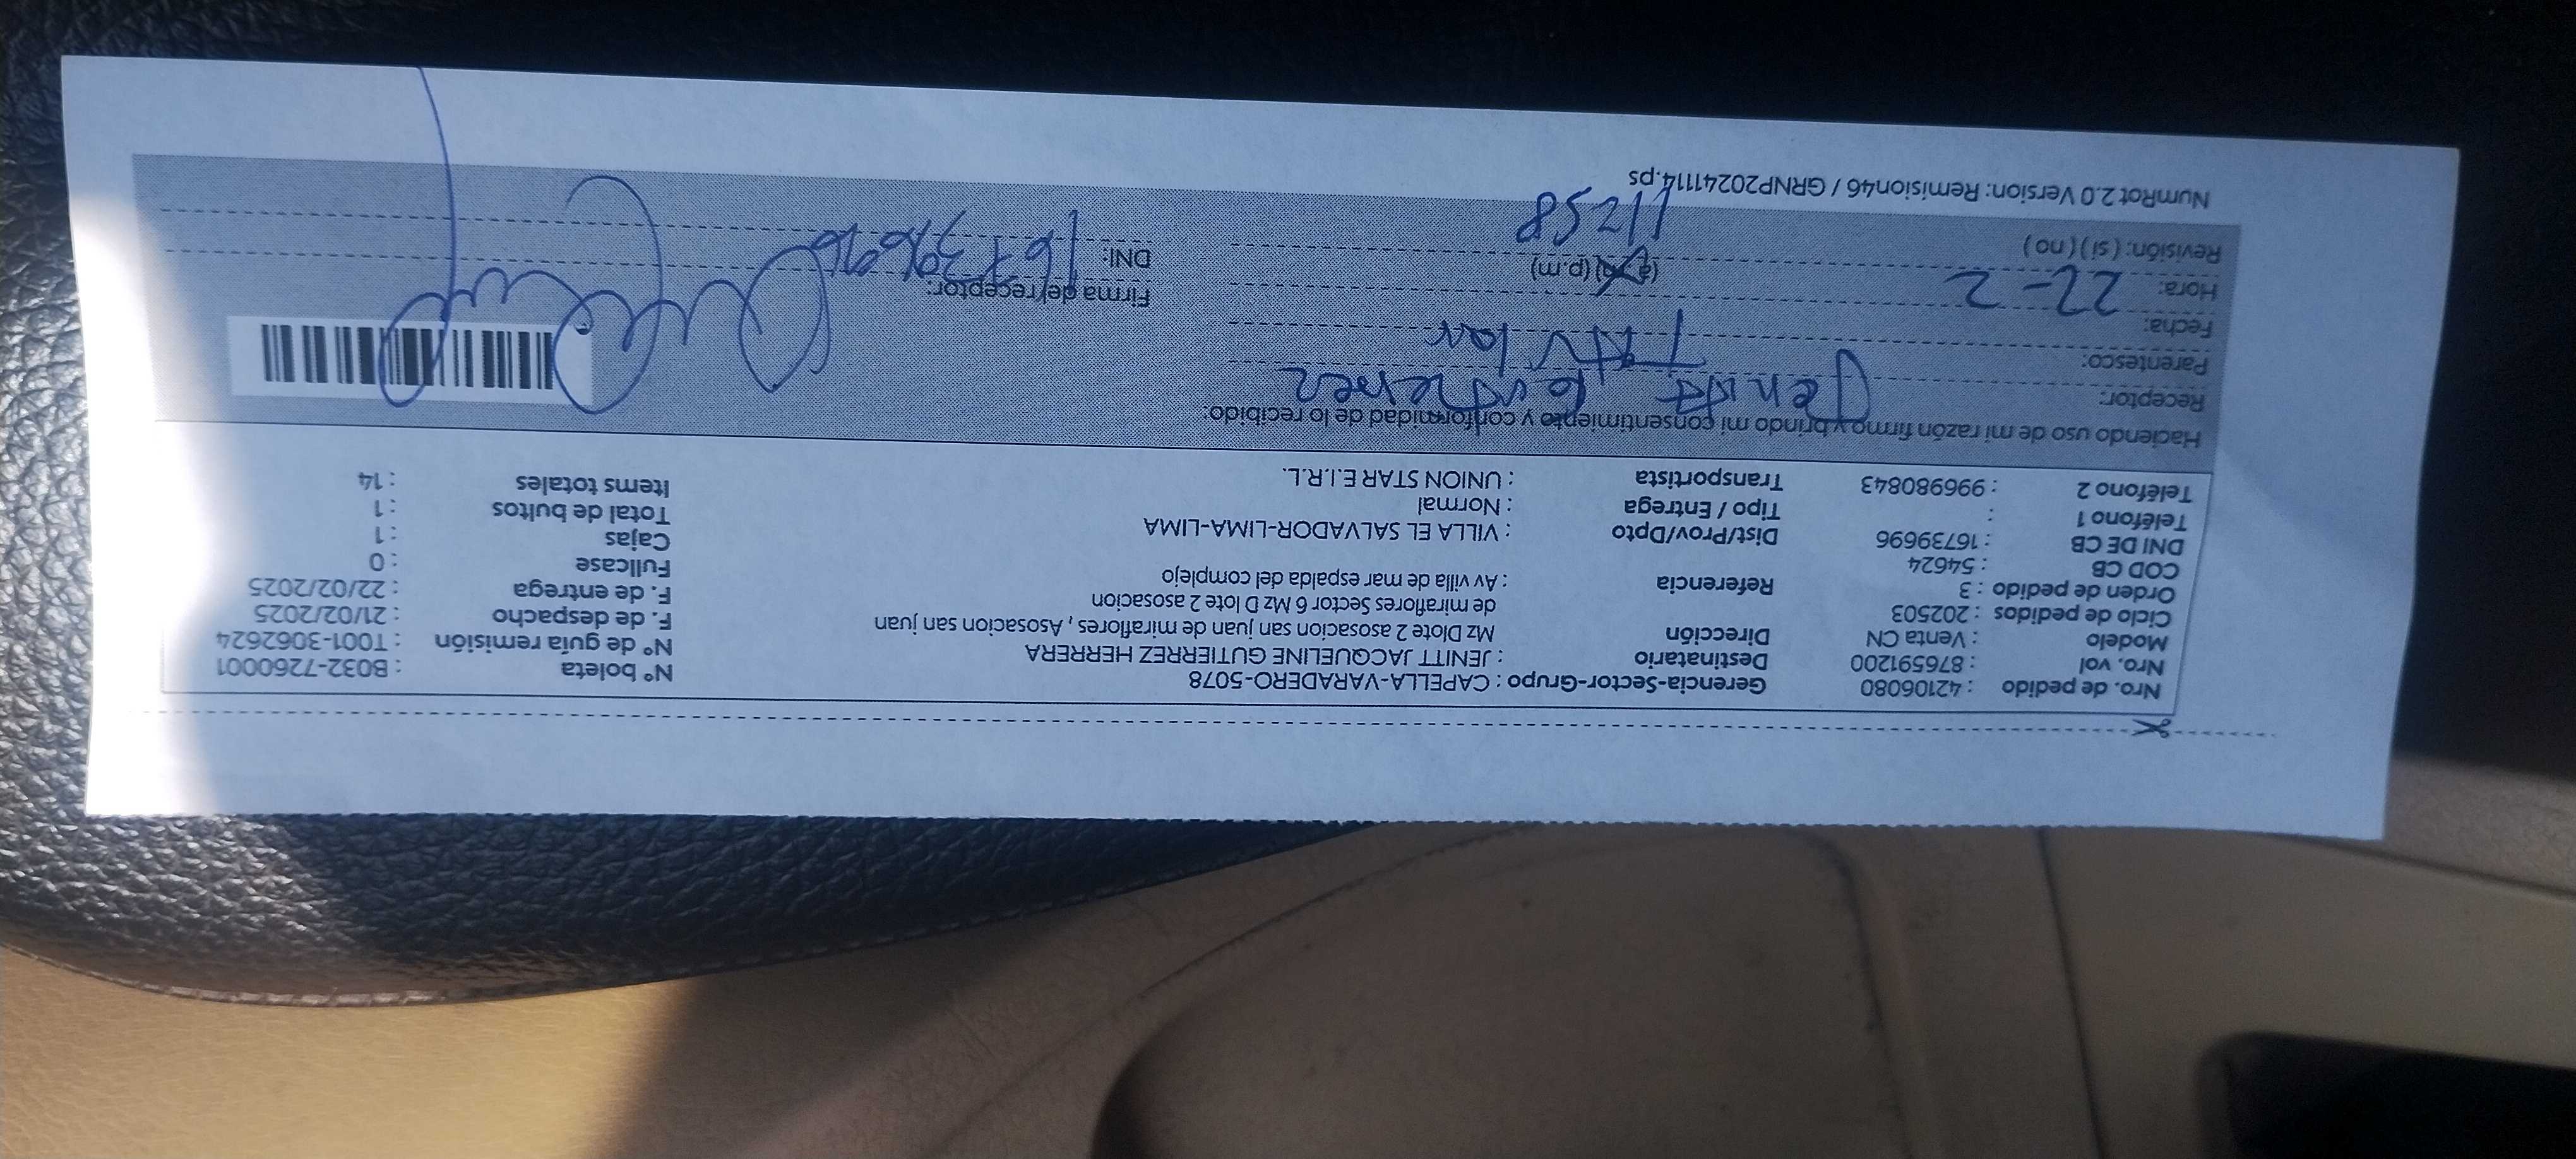 Nro. de pedido : 42106080 Gerencia-Sector-Grupo : CAPELLA-VARADERO-5078 N° boleta : B032-7260001
Nro. vol : 876591200 Destinatario : JENITT JACQUELINE GUTIERREZ HERRERA N° de guía remisión : T001-3062624
Modelo : Venta CN Dirección Mz Dlote 2 asosacion san juan de miraflores , Asosacion san juan F. de despacho : 21/02/2025
Ciclo de pedidos : 202503 de miraflores Sector 6 Mz D lote 2 asosacion F. de entrega : 22/02/2025
Orden de pedido : 3 Referencia : Av villa de mar espalda del complejo Fullcase : 0
COD CB : 54624 Cajas : 1
DNI DE CB : 16739696 Dist/Prov/Dpto : VILLA EL SALVADOR-LIMA-LIMA Total de bultos : 1
Teléfono 1 : Tipo / Entrega : Normal Items totales : 14
Teléfono 2 : 996980843 Transportista : UNION STAR E.I.R.L.
Haciendo uso de mi razón firmo y brindo mi consentimiento y conformidad de lo recibido:
Receptor: Jenitt
Parentesco: Titular
Fecha: 22-2
Hora: (a.m) (p.m) 11:58
Revisión: ( si ) ( no )
Firma del receptor:
DNI: 16739696
NumRot 2.0 Version: Remision46 / GRNP20241114.ps